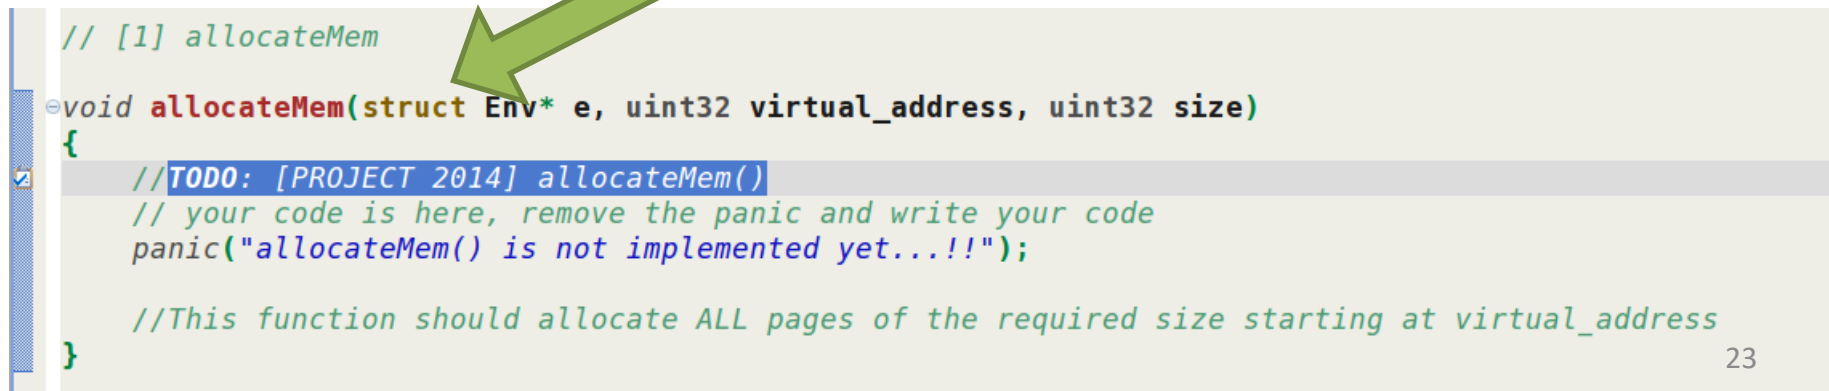 // [1] allocateMem
void allocateMem(struct Env* e, uint32 virtual_address, uint32 size)
{
//TODO: [PROJECT 2014] allocateMem()
// your code is here, remove the panic and write your code
panic("allocateMem() is not implemented yet...!!");
//This function should allocate ALL pages of the required size starting at virtual_address
}
23